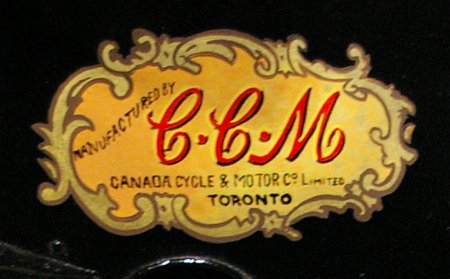 MANUFACTURED BY
C·C·M
CANADA CYCLE & MOTOR Co LIMITED
TORONTO